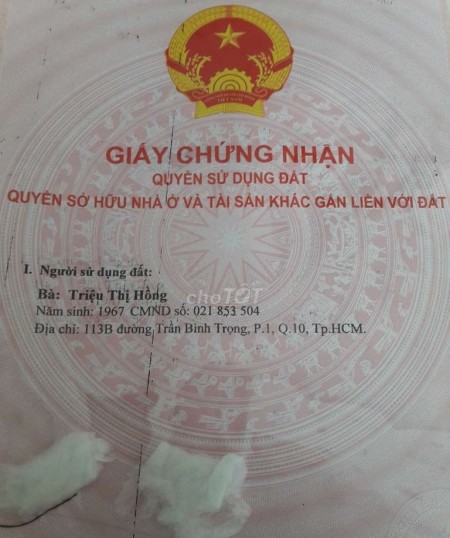 GIẤY CHỨNG NHẬN
QUYỀN SỬ DỤNG ĐẤT
QUYỀN SỞ HỮU NHÀ Ở VÀ TÀI SẢN KHÁC GẮN LIỀN VỚI ĐẤT
I. Người sử dụng đất:
Bà: Triệu Thị Hồng
choTỐT
Năm sinh: 1967 CMND số: 021 853 504
Địa chỉ: 113B đường Trần Bình Trọng, P.1, Q.10, Tp.HCM.